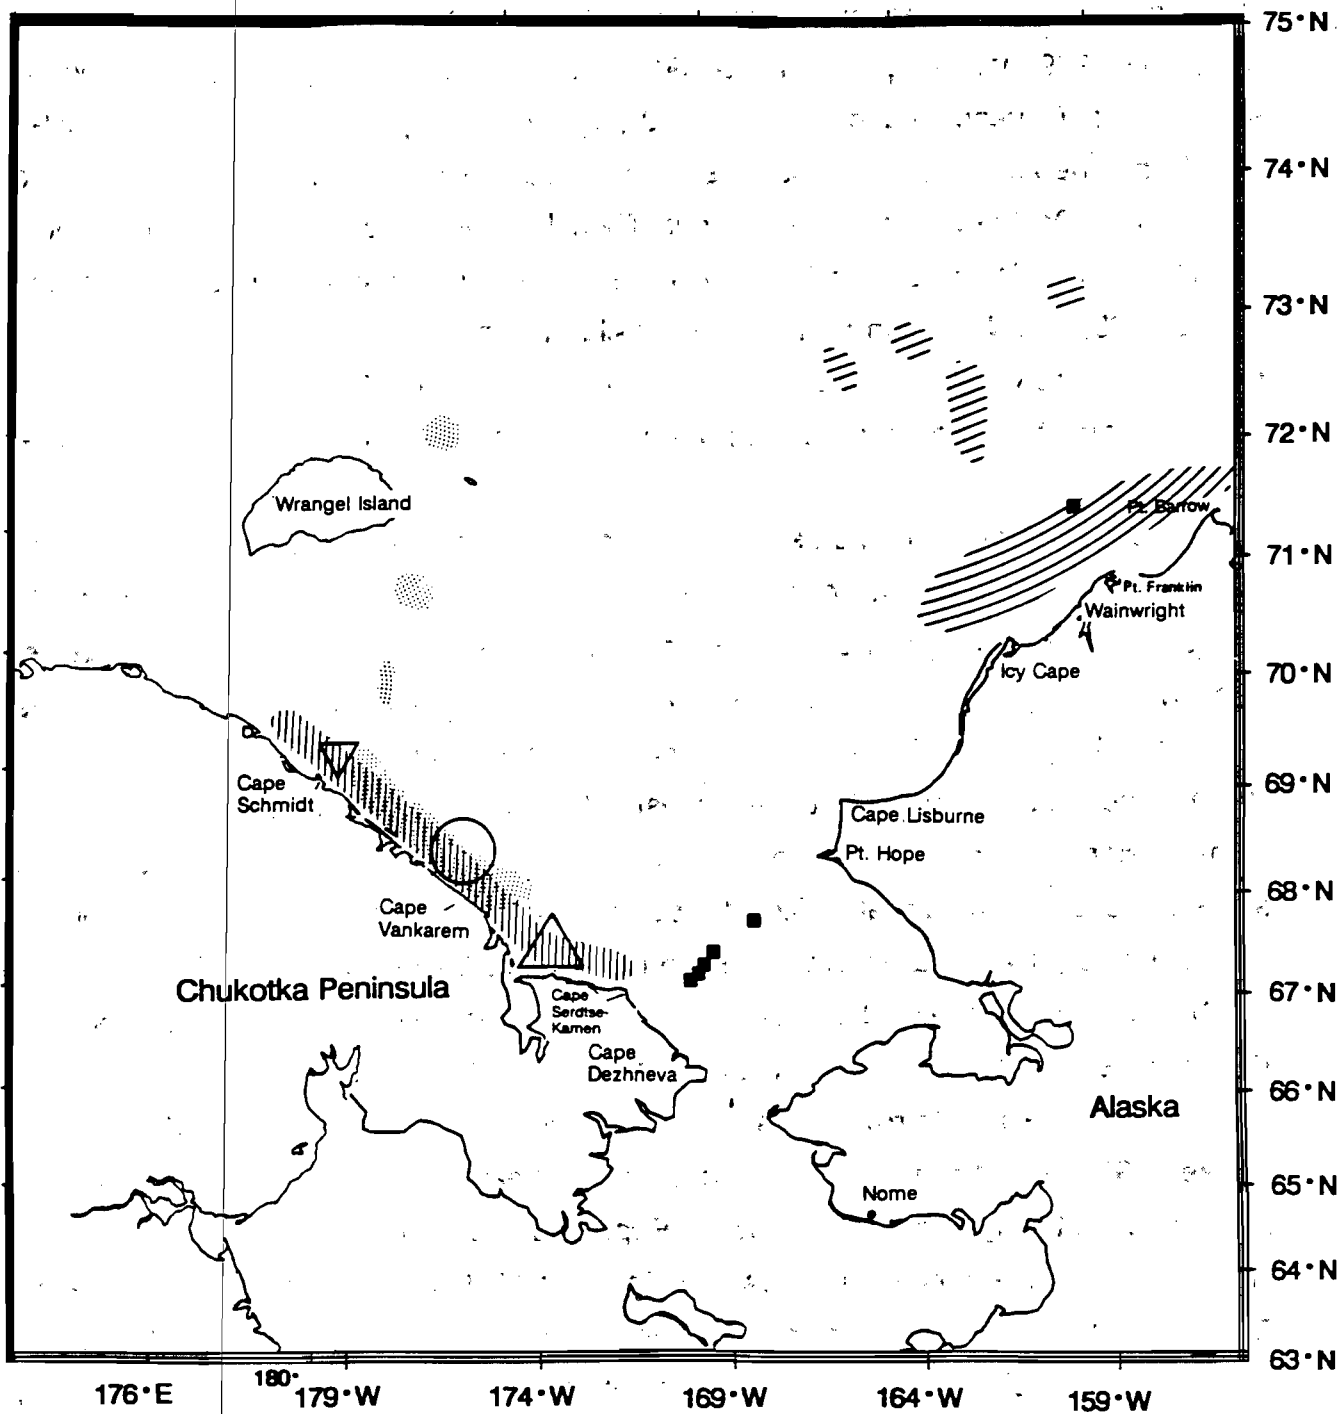 75°N
74°N
73°N
72°N
Wrangel Island
Pt. Barrow
71°N
Pt. Franklin
Wainwright
70°N
Icy Cape
69°N
Cape
Schmidt
Cape Lisburne
Pt. Hope
68°N
Cape
Vankarem
Chukotka Peninsula
67°N
Cape
Serdtse-
Kamen
Cape
Dezhneva
66°N
Alaska
65°N
Nome
64°N
63°N
176°E
180°
179°W
174°W
169°W
164°W
159°W